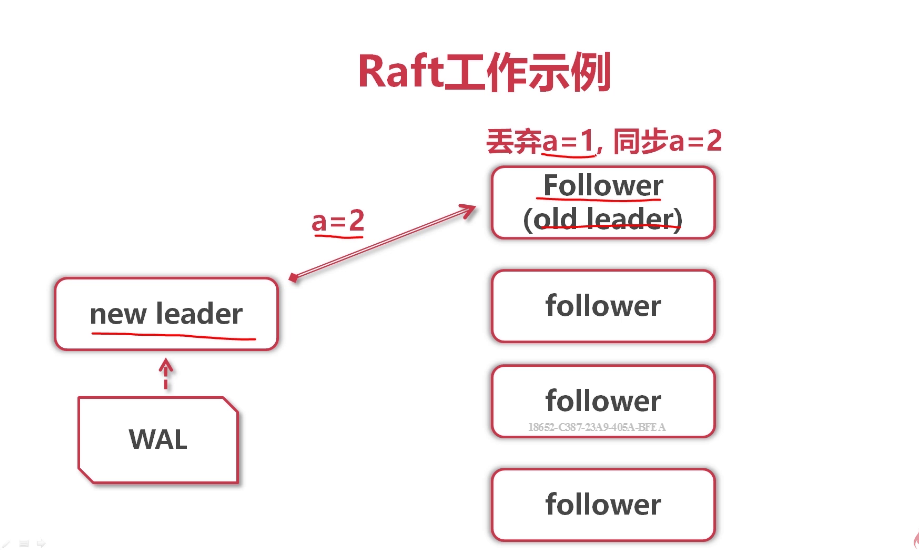 Raft工作示例
丢弃a=1, 同步a=2
Follower
(old leader)
a=2
new leader
follower
follower
18652-C387-23A9-405A-BFEA
WAL
follower